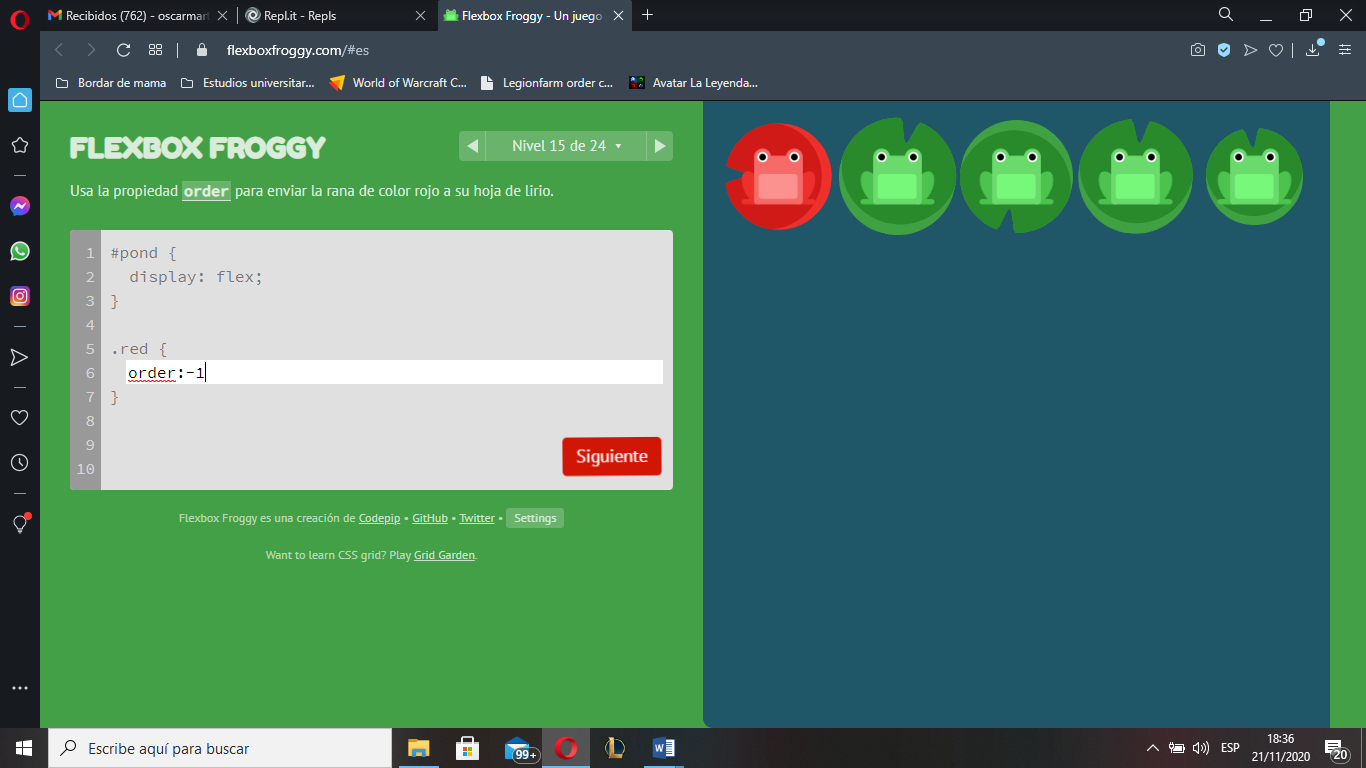 Recibidos (762) - oscarmar
Repl.it - Repls
Flexbox Froggy - Un juego
flexboxfroggy.com/#es
Bordar de mama
Estudios universitar...
World of Warcraft C...
Legionfarm order c...
Avatar La Leyenda...
FLEXBOX FROGGY
Nivel 15 de 24
Usa la propiedad order para enviar la rana de color rojo a su hoja de lirio.
1 #pond {
2 display: flex;
3 }
4
5 .red {
6 order:-1
7 }
8
9
10
Siguiente
Flexbox Froggy es una creación de Codepip • GitHub • Twitter • Settings
Want to learn CSS grid? Play Grid Garden.
Escribe aquí para buscar
99+
W
ESP
18:36
21/11/2020
20